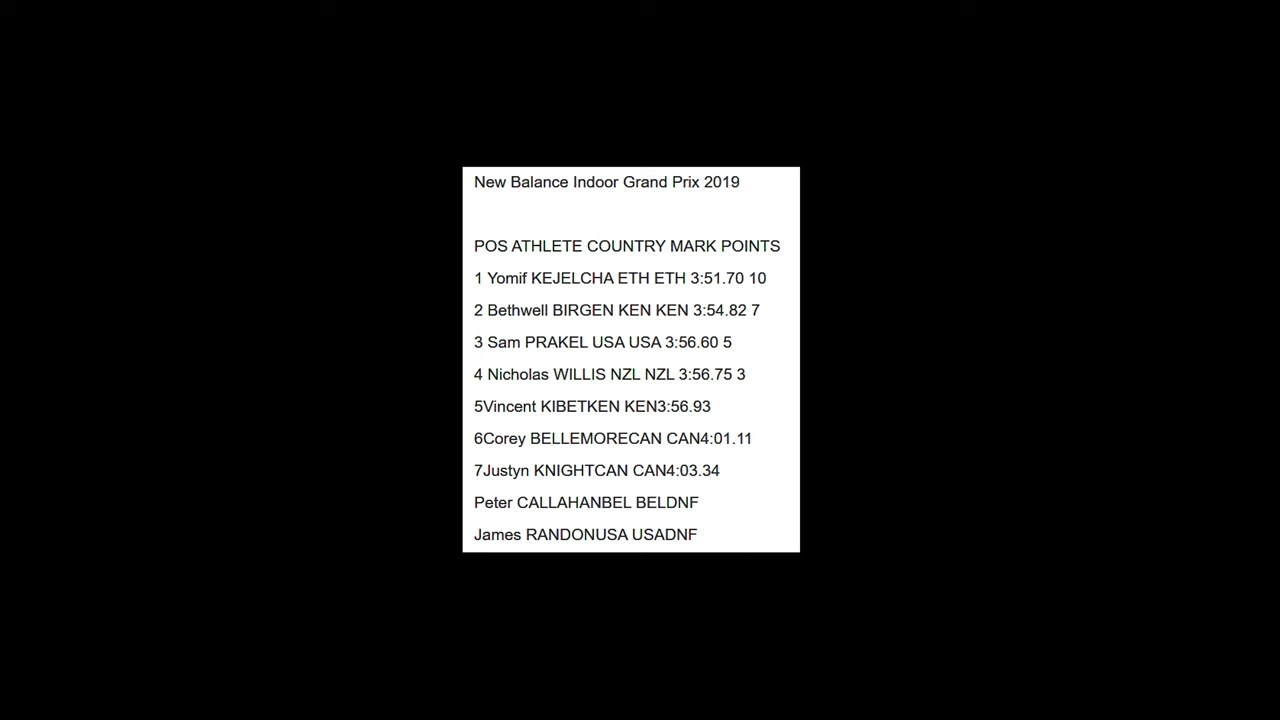 New Balance Indoor Grand Prix 2019
POS ATHLETE COUNTRY MARK POINTS
1 Yomif KEJELCHA ETH ETH 3:51.70 10
2 Bethwell BIRGEN KEN KEN 3:54.82 7
3 Sam PRAKEL USA USA 3:56.60 5
4 Nicholas WILLIS NZL NZL 3:56.75 3
5Vincent KIBETKEN KEN3:56.93
6Corey BELLEMORECAN CAN4:01.11
7Justyn KNIGHTCAN CAN4:03.34
Peter CALLAHANBEL BELDNF
James RANDONUSA USADNF